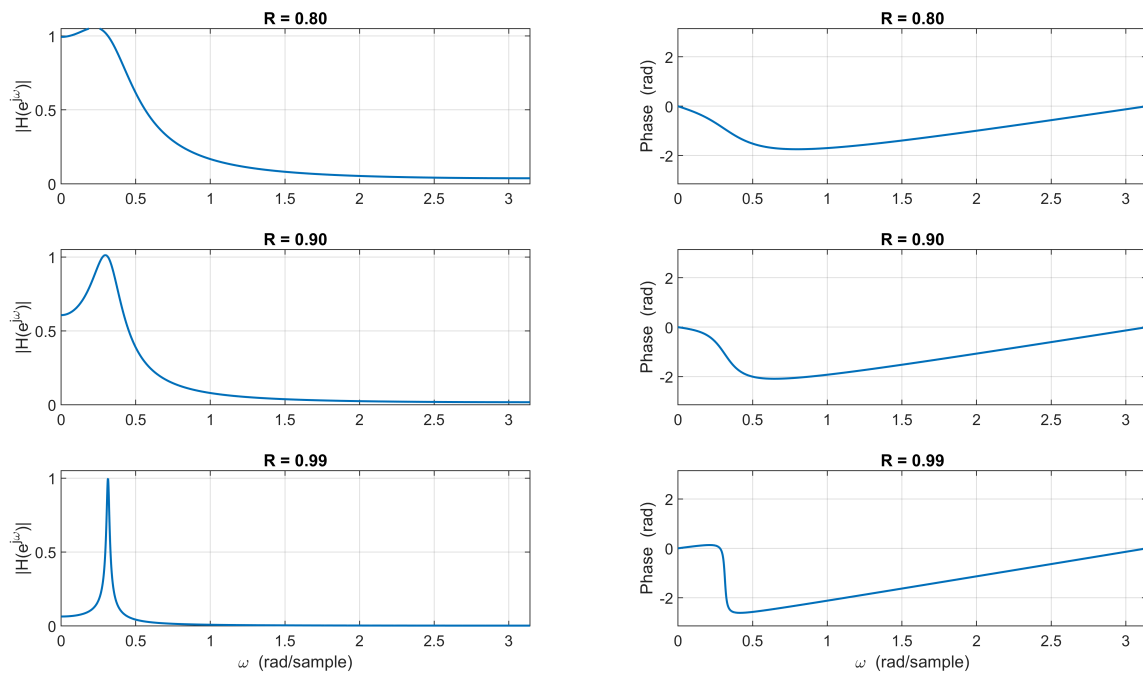 R = 0.80
|H(e^jω)|
1
0.5
0
0 0.5 1 1.5 2 2.5 3
R = 0.80
Phase (rad)
2
0
-2
0 0.5 1 1.5 2 2.5 3
R = 0.90
|H(e^jω)|
1
0.5
0
0 0.5 1 1.5 2 2.5 3
R = 0.90
Phase (rad)
2
0
-2
0 0.5 1 1.5 2 2.5 3
R = 0.99
|H(e^jω)|
1
0.5
0
0 0.5 1 1.5 2 2.5 3
ω (rad/sample)
R = 0.99
Phase (rad)
2
0
-2
0 0.5 1 1.5 2 2.5 3
ω (rad/sample)